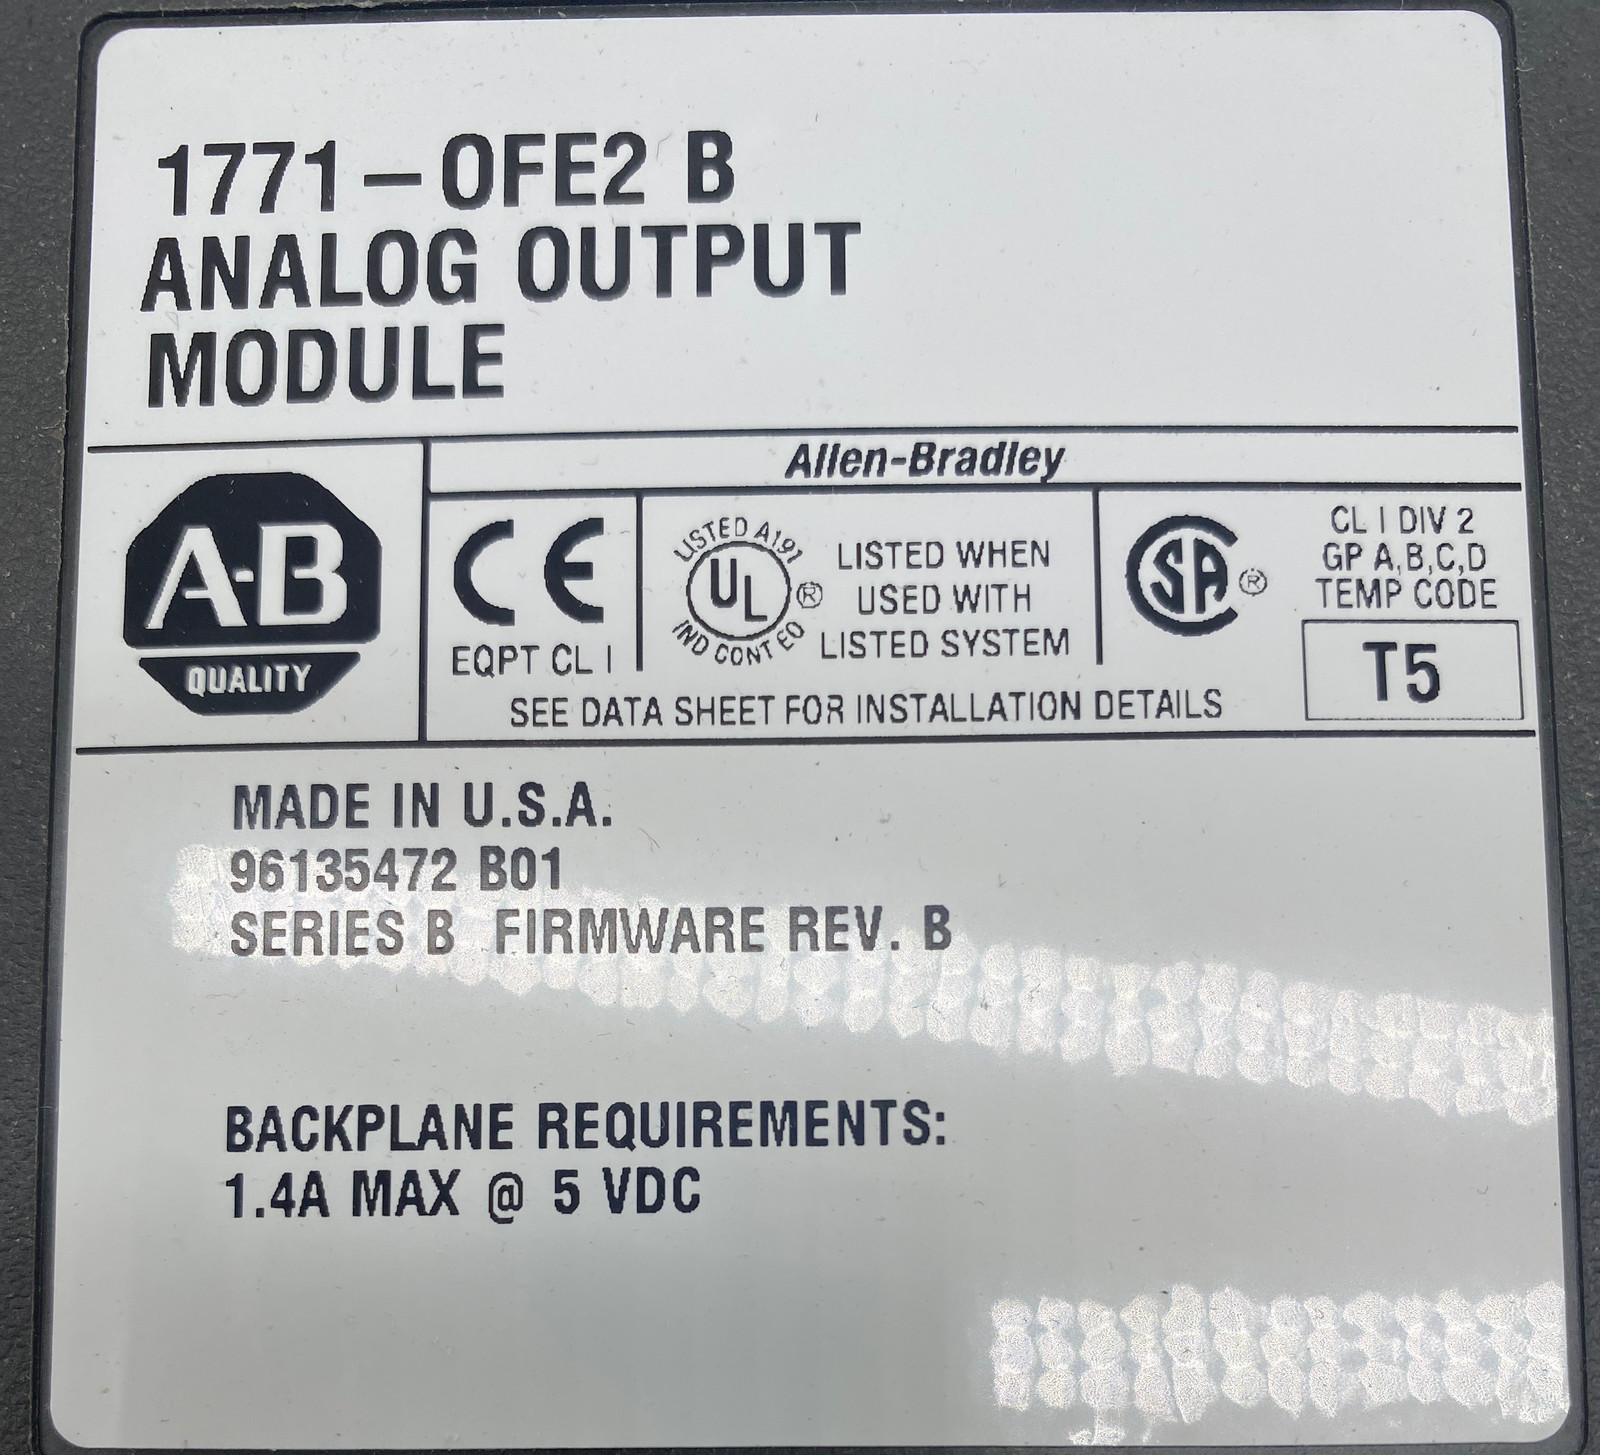 1771-OFE2 B
ANALOG OUTPUT
MODULE
Allen-Bradley
A-B
QUALITY
CE
EQPT CL I
LISTED A191
UL ®
IND CONT EQ
LISTED WHEN
USED WITH
LISTED SYSTEM
SA ®
CL I DIV 2
GP A,B,C,D
TEMP CODE
T5
SEE DATA SHEET FOR INSTALLATION DETAILS
MADE IN U.S.A.
96135472 B01
SERIES B FIRMWARE REV. B
BACKPLANE REQUIREMENTS:
1.4A MAX @ 5 VDC